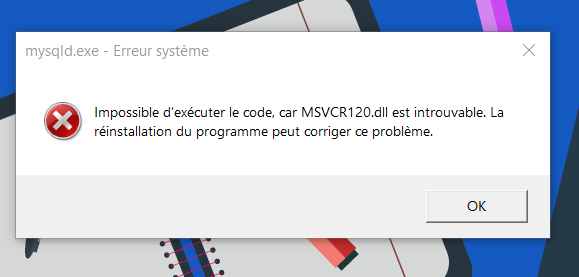 mysqld.exe - Erreur système
Impossible d'exécuter le code, car MSVCR120.dll est introuvable. La
réinstallation du programme peut corriger ce problème.
OK